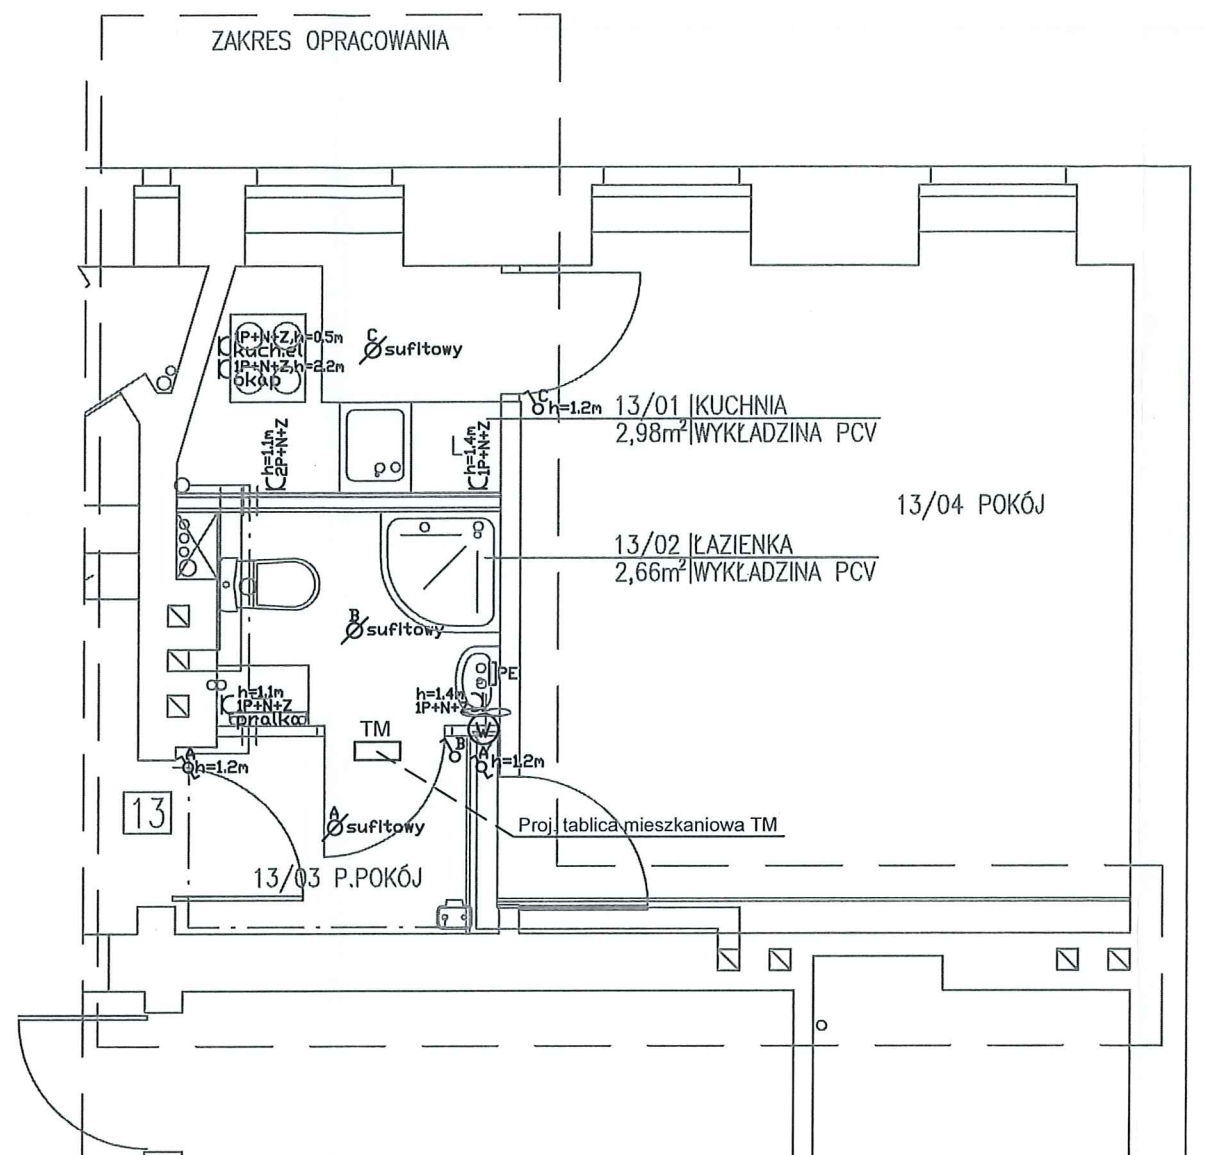 ZAKRES OPRACOWANIA
1P+N+Z,h=0.5m
kuchel
1P+N+Z,h=2.2m
okap
C
sufitowy
C
h=1.2m
13/01 KUCHNIA
2,98m² WYKŁADZINA PCV
h=1.1m
2P+N+Z
h=1.4m
1P+N+Z
13/04 POKÓJ
13/02 ŁAZIENKA
2,66m² WYKŁADZINA PCV
B
sufitowy
PE
h=1.1m
1P+N+Z
pralka
h=1.4m
1P+N+Z
W
TM
B
A
h=1.2m
A
h=1.2m
13
A
sufitowy
Proj. tablica mieszkaniowa TM
13/03 P.POKÓJ